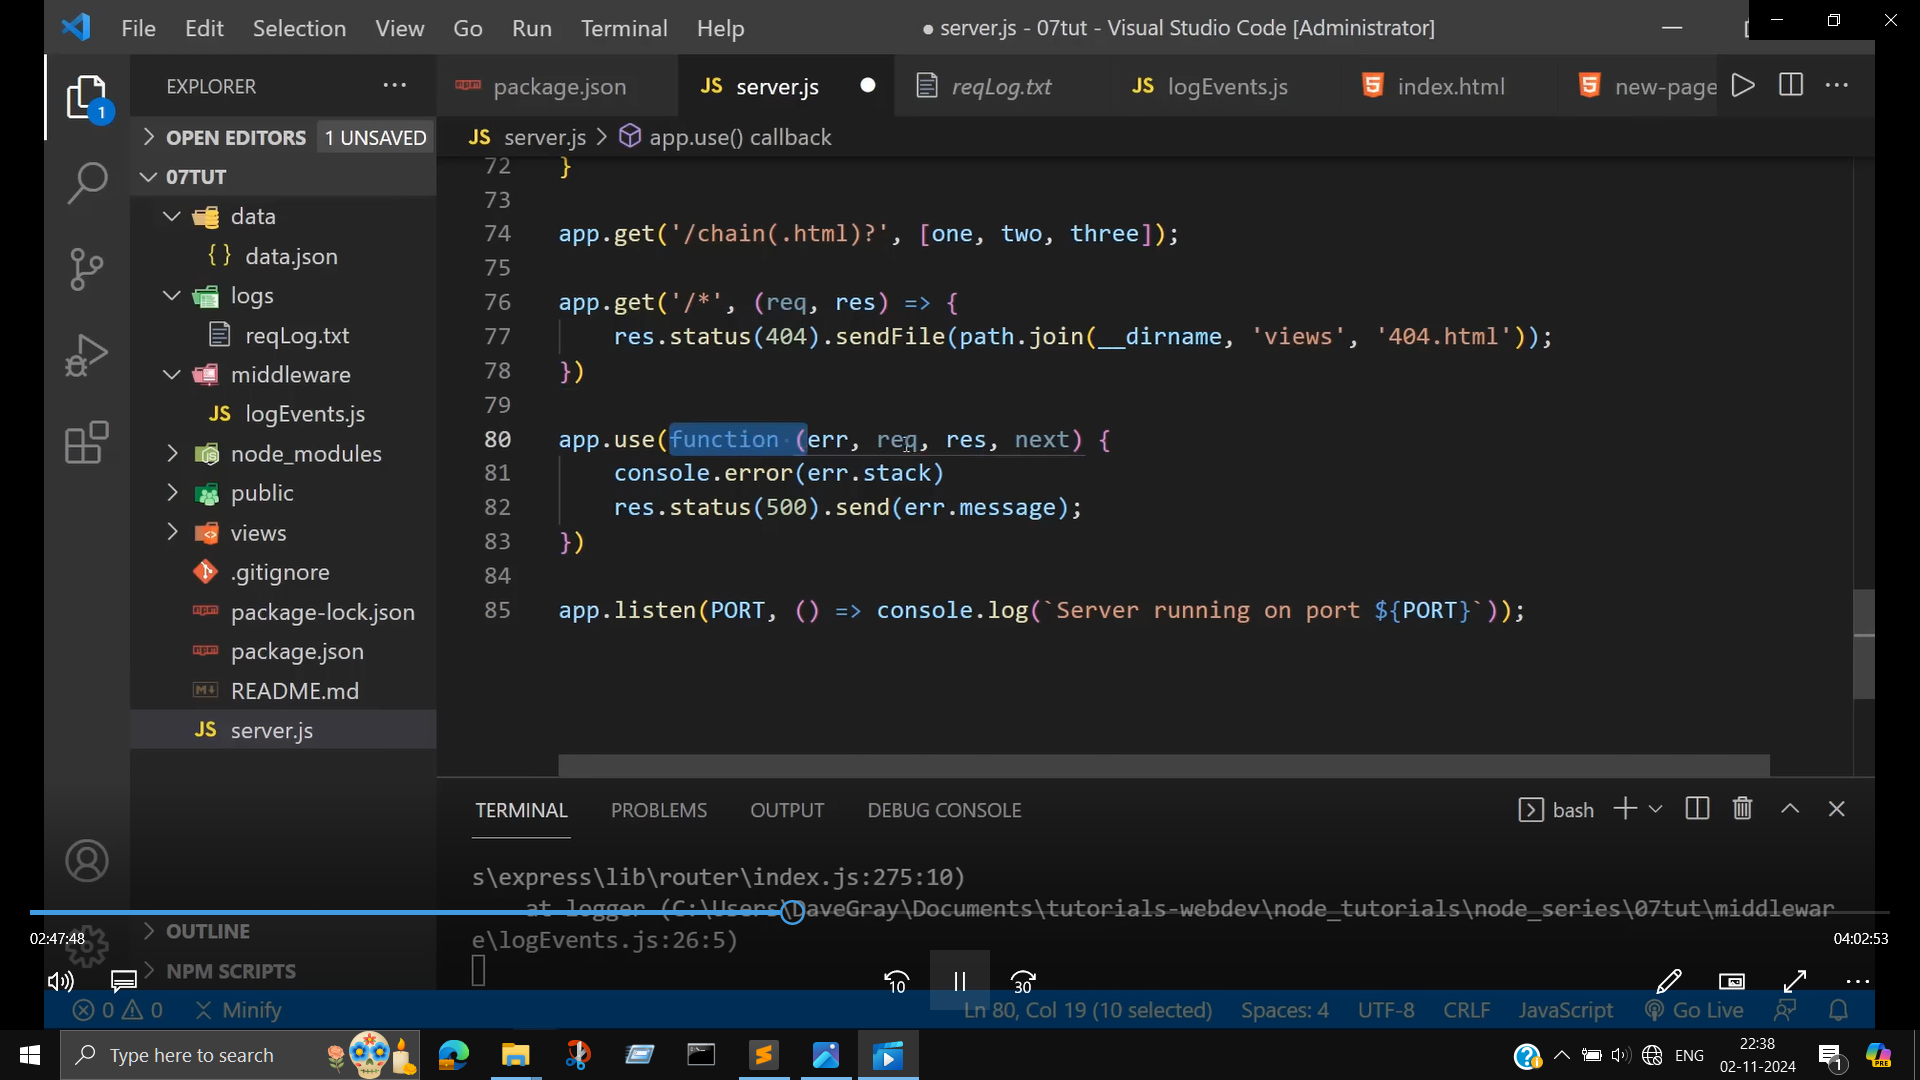 File Edit Selection View Go Run Terminal Help ● server.js - 07tut - Visual Studio Code [Administrator]
EXPLORER ···
package.json
JS server.js
reqLog.txt
JS logEvents.js
index.html
new-page
1
OPEN EDITORS 1 UNSAVED
JS server.js > app.use() callback
07TUT
data
{} data.json
logs
reqLog.txt
middleware
JS logEvents.js
node_modules
public
views
.gitignore
package-lock.json
package.json
README.md
JS server.js
OUTLINE
NPM SCRIPTS
72 }
73
74 app.get('/chain(.html)?', [one, two, three]);
75
76 app.get('/*', (req, res) => {
77 res.status(404).sendFile(path.join(__dirname, 'views', '404.html'));
78 })
79
80 app.use(function (err, req, res, next) {
81 console.error(err.stack)
82 res.status(500).send(err.message);
83 })
84
85 app.listen(PORT, () => console.log(`Server running on port ${PORT}`));
TERMINAL PROBLEMS OUTPUT DEBUG CONSOLE bash
s\express\lib\router\index.js:275:10)
at logger (C:\Users\DaveGray\Documents\tutorials-webdev\node_tutorials\node_series\07tut\middlewar
e\logEvents.js:26:5)
02:47:48 04:02:53
10 30
0 0 Minify Ln 80, Col 19 (10 selected) Spaces: 4 UTF-8 CRLF JavaScript Go Live
Type here to search
ENG
22:38
02-11-2024
1
PRE